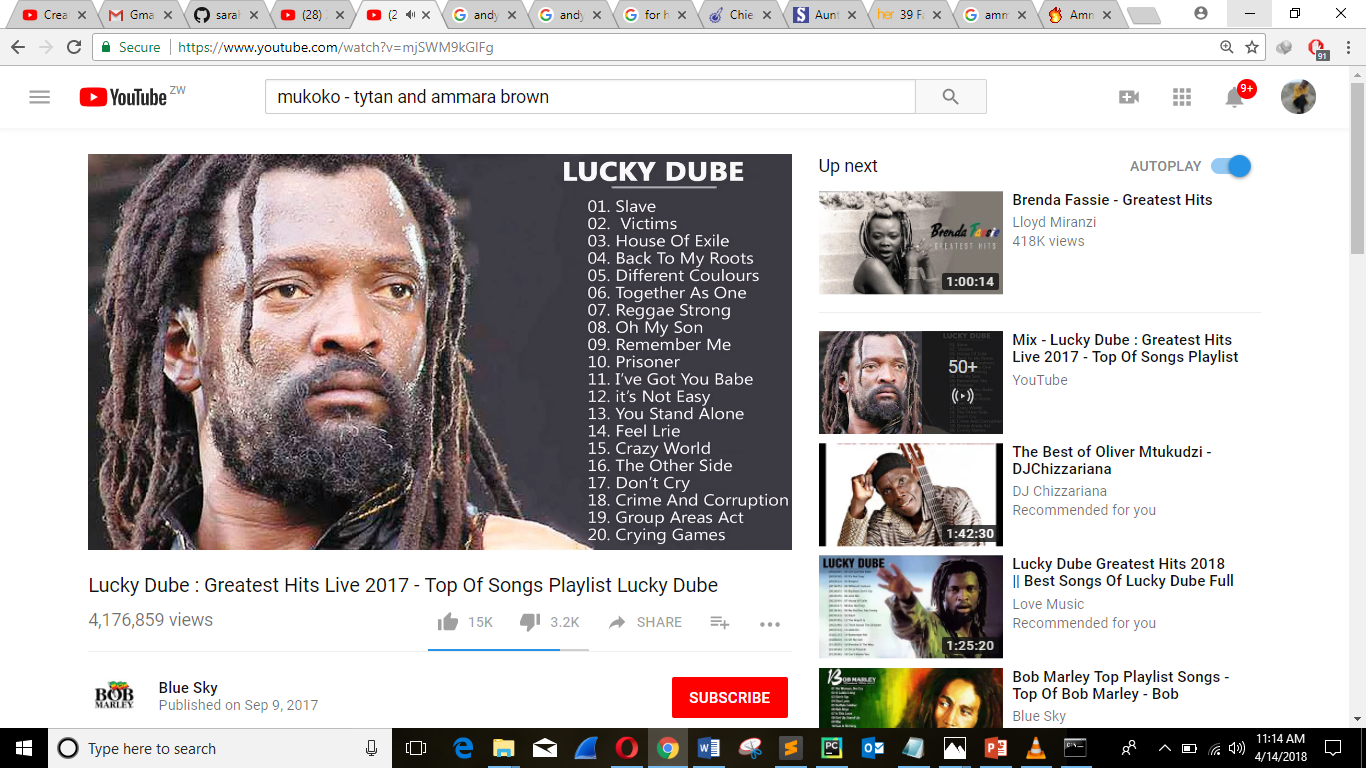 Crea
Gma
sarah
(28)
(2
andy
andy
for h
Chie
Aunt
39 Fa
amm
Amm
Secure
https://www.youtube.com/watch?v=mjSWM9kGlFg
91
YouTube ZW
mukoko - tytan and ammara brown
9+
LUCKY DUBE
01. Slave
02. Victims
03. House Of Exile
04. Back To My Roots
05. Different Coulours
06. Together As One
07. Reggae Strong
08. Oh My Son
09. Remember Me
10. Prisoner
11. I've Got You Babe
12. it's Not Easy
13. You Stand Alone
14. Feel Lrie
15. Crazy World
16. The Other Side
17. Don't Cry
18. Crime And Corruption
19. Group Areas Act
20. Crying Games
Lucky Dube : Greatest Hits Live 2017 - Top Of Songs Playlist Lucky Dube
4,176,859 views
15K
3.2K
SHARE
BOB
MARLEY
Blue Sky
Published on Sep 9, 2017
SUBSCRIBE
Up next
AUTOPLAY
Brenda Fassie
GREATEST HITS
1:00:14
Brenda Fassie - Greatest Hits
Lloyd Miranzi
418K views
LUCKY DUBE
50+
Mix - Lucky Dube : Greatest Hits
Live 2017 - Top Of Songs Playlist
YouTube
1:42:30
The Best of Oliver Mtukudzi -
DJChizzariana
DJ Chizzariana
Recommended for you
LUCKY DUBE
1:25:20
Lucky Dube Greatest Hits 2018
|| Best Songs Of Lucky Dube Full
Love Music
Recommended for you
BOB MARLEY
Bob Marley Top Playlist Songs -
Top Of Bob Marley - Bob
Blue Sky
Type here to search
11:14 AM
4/14/2018